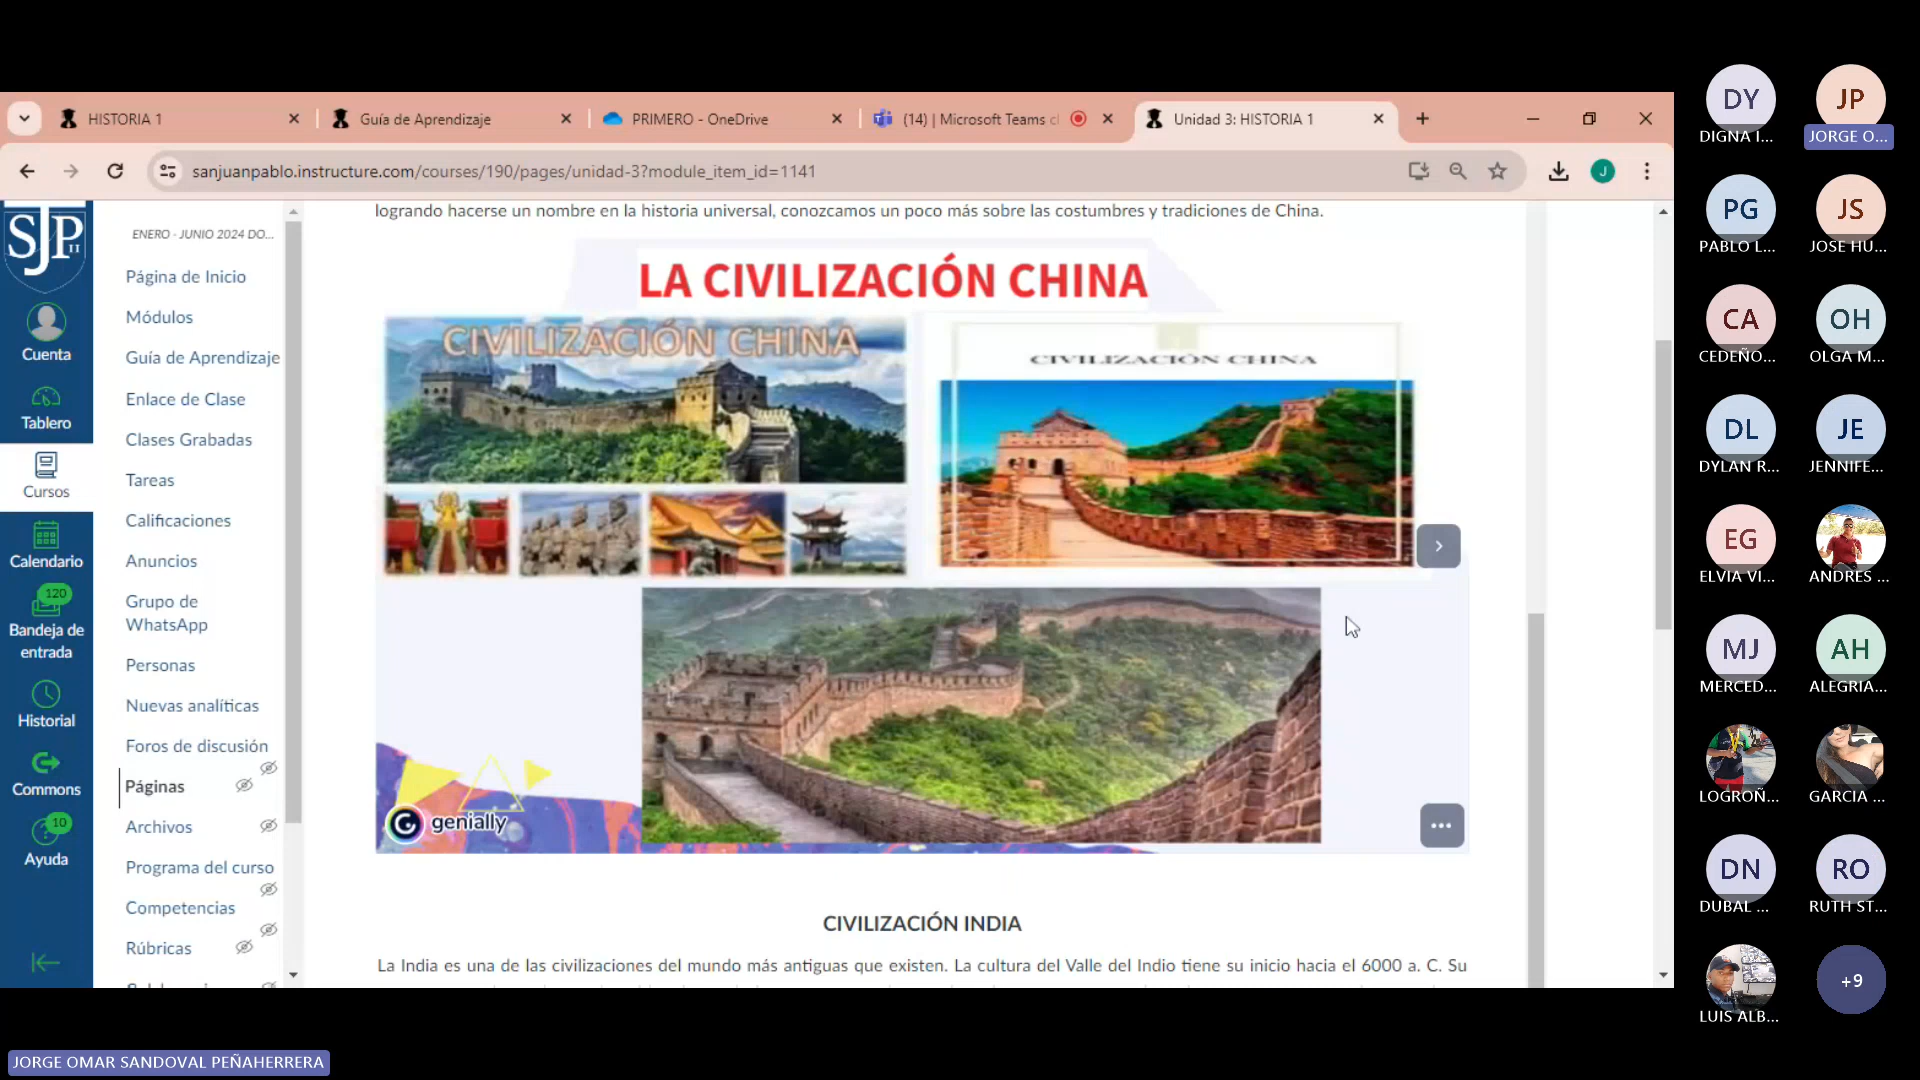 HISTORIA 1
Guía de Aprendizaje
PRIMERO - OneDrive
(14) | Microsoft Teams cl
Unidad 3: HISTORIA 1
sanjuanpablo.instructure.com/courses/190/pages/unidad-3?module_item_id=1141
J
SJP
II
Cuenta
Tablero
Cursos
Calendario
120
Bandeja de
entrada
Historial
Commons
10
Ayuda
ENERO - JUNIO 2024 DO...
Página de Inicio
Módulos
Guía de Aprendizaje
Enlace de Clase
Clases Grabadas
Tareas
Calificaciones
Anuncios
Grupo de
WhatsApp
Personas
Nuevas analíticas
Foros de discusión
Páginas
Archivos
Programa del curso
Competencias
Rúbricas
logrando hacerse un nombre en la historia universal, conozcamos un poco más sobre las costumbres y tradiciones de China.
LA CIVILIZACIÓN CHINA
CIVILIZACIÓN CHINA
CIVILIZACIÓN CHINA
genially
CIVILIZACIÓN INDIA
La India es una de las civilizaciones del mundo más antiguas que existen. La cultura del Valle del Indio tiene su inicio hacia el 6000 a. C. Su
DY
DIGNA I...
JP
JORGE O...
PG
PABLO L...
JS
JOSE HU...
CA
CEDEÑO...
OH
OLGA M...
DL
DYLAN R...
JE
JENNIFE...
EG
ELVIA VI...
ANDRES ...
MJ
MERCED...
AH
ALEGRIA...
LOGROÑ...
GARCIA ...
DN
DUBAL ...
RO
RUTH ST...
LUIS ALB...
+9
JORGE OMAR SANDOVAL PEÑAHERRERA